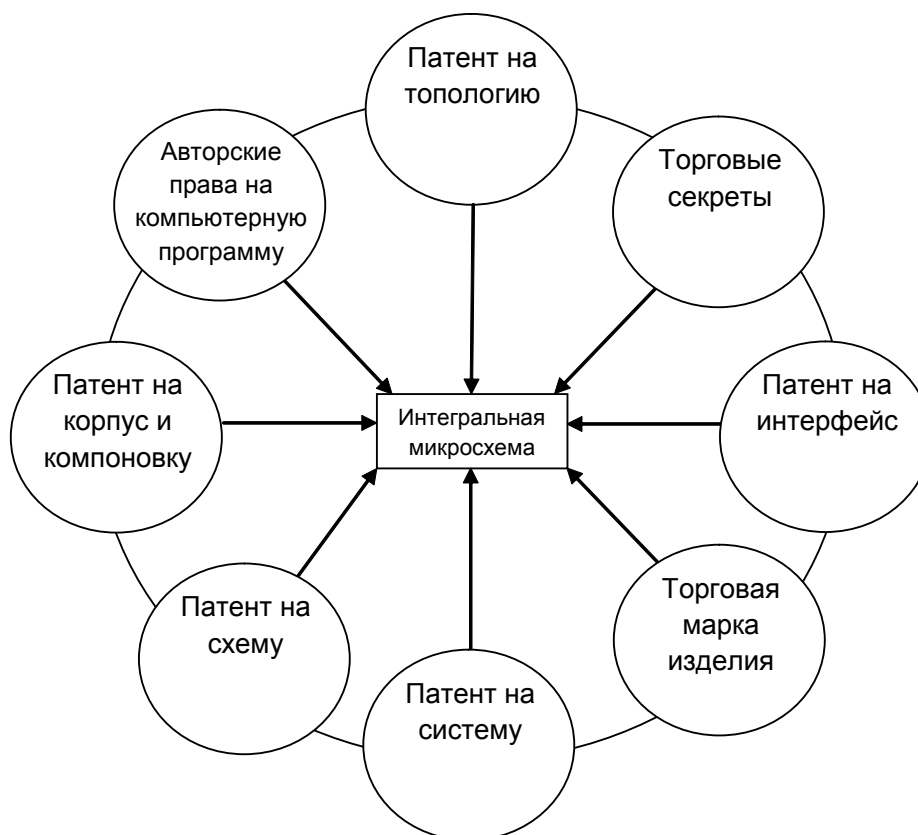 Патент на
топологию
Авторские
права на
компьютерную
программу
Торговые
секреты
Патент на
корпус и
компоновку
Интегральная
микросхема
Патент на
интерфейс
Патент на
схему
Торговая
марка
изделия
Патент на
систему